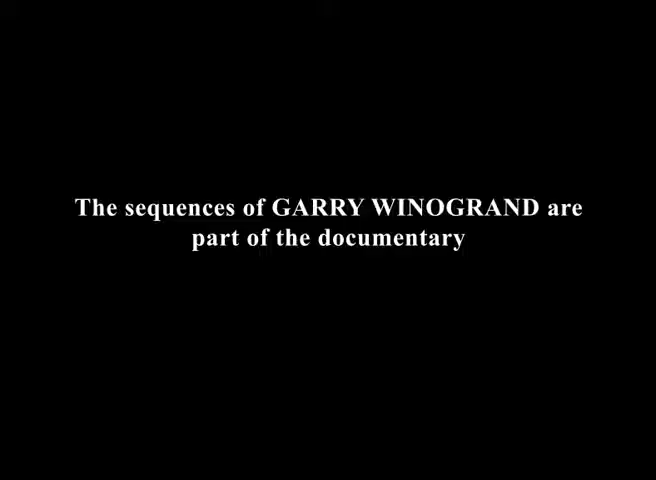 The sequences of GARRY WINOGRAND are
part of the documentary